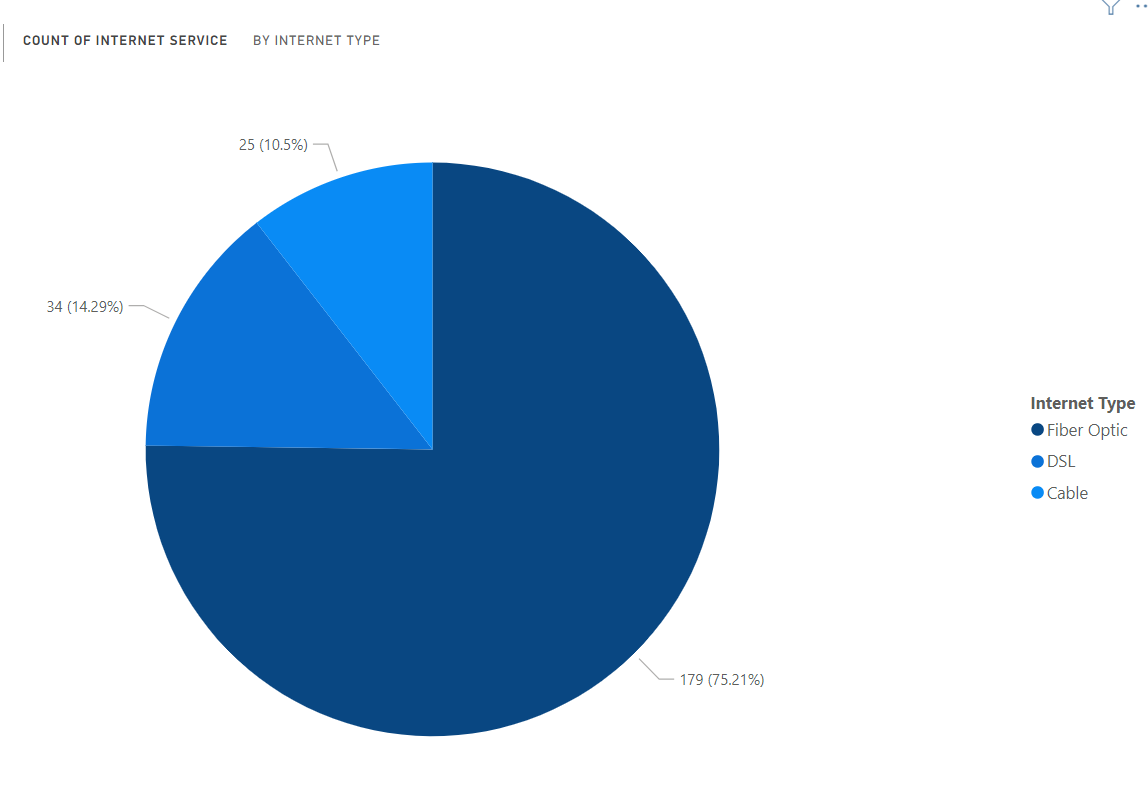 COUNT OF INTERNET SERVICE BY INTERNET TYPE
25 (10.5%)
34 (14.29%)
Internet Type
Fiber Optic
DSL
Cable
179 (75.21%)